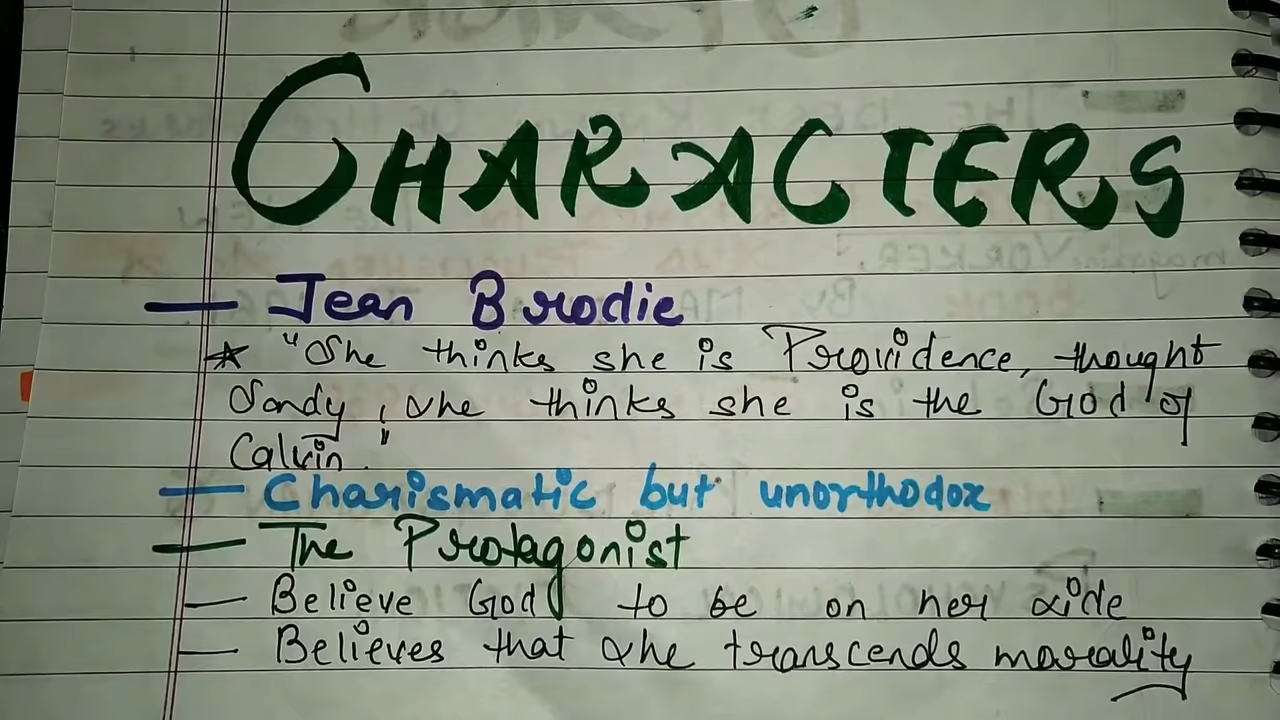 CHARACTERS
— Jean Brodie
* "She thinks she is Providence, thought
Sandy, she thinks she is the God of
Calvin."
— Charismatic but unorthodox
— The Protagonist
— Believe God to be on her side
— Believes that she transcends morality